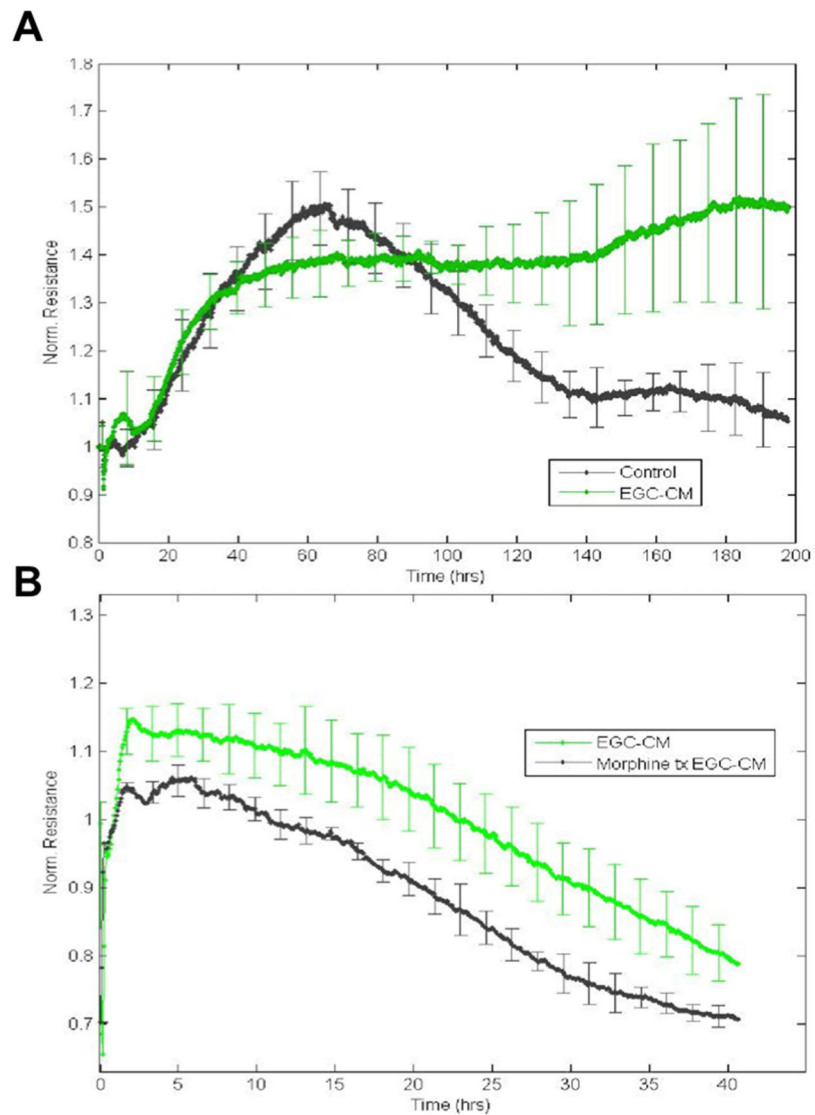 A
1.8
1.7
1.6
1.5
1.4
1.3
1.2
1.1
1
0.9
0.8
Norm. Resistance
Control
EGC-CM
0 20 40 60 80 100 120 140 160 180 200
Time (hrs)
B
1.3
1.2
1.1
1
0.9
0.8
0.7
Norm. Resistance
EGC-CM
Morphine tx EGC-CM
0 5 10 15 20 25 30 35 40
Time (hrs)